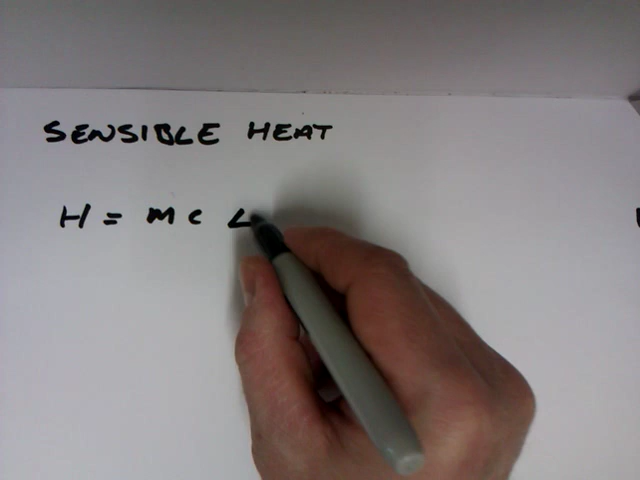 SENSIBLE HEAT
H = mc